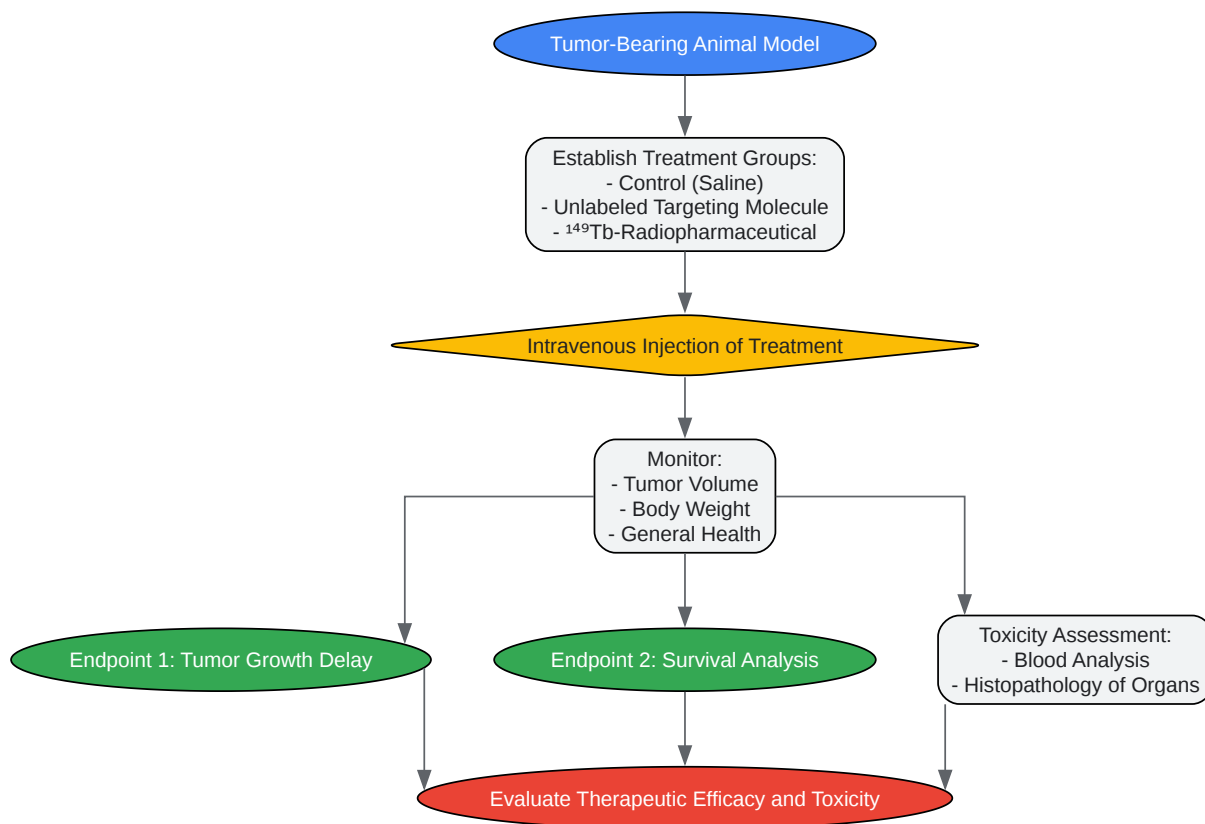 Tumor-Bearing Animal Model
Establish Treatment Groups:
- Control (Saline)
- Unlabeled Targeting Molecule
- ¹⁴⁹Tb-Radiopharmaceutical
Intravenous Injection of Treatment
Monitor:
- Tumor Volume
- Body Weight
- General Health
Endpoint 1: Tumor Growth Delay
Endpoint 2: Survival Analysis
Toxicity Assessment:
- Blood Analysis
- Histopathology of Organs
Evaluate Therapeutic Efficacy and Toxicity